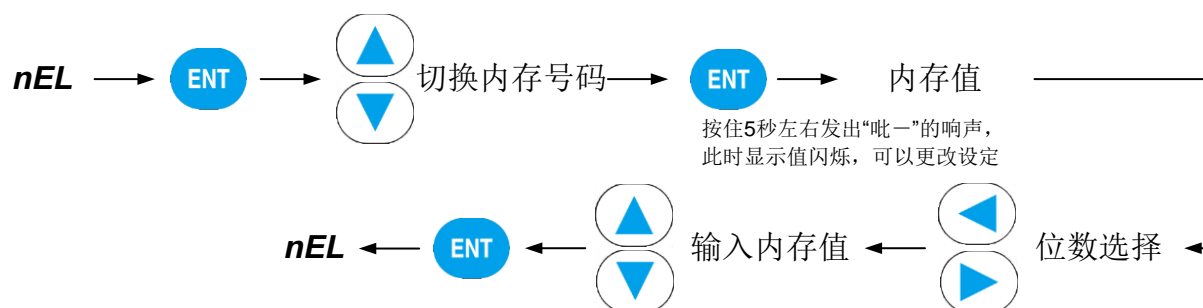 nEL ENT 切换内存号码 ENT 内存值
按住5秒左右发出“吡－”的响声，
此时显示值闪烁，可以更改设定
nEL ENT 输入内存值 位数选择